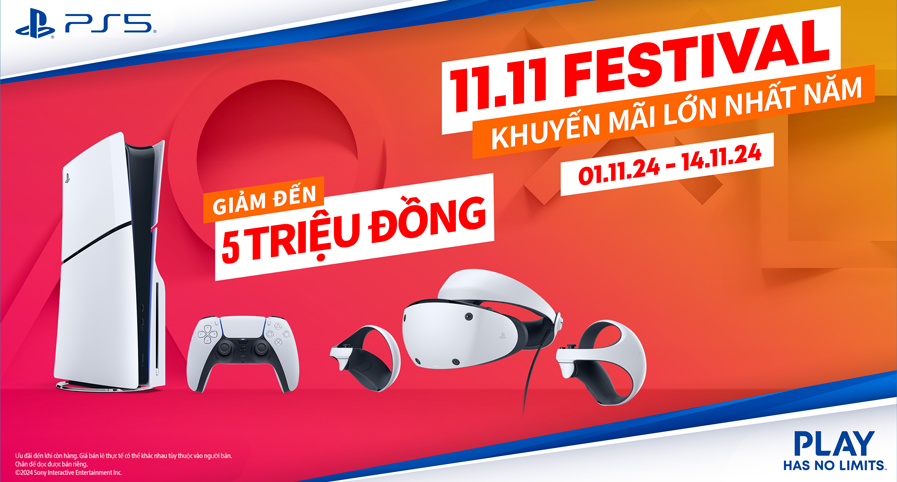 PS5
11.11 FESTIVAL
KHUYẾN MÃI LỚN NHẤT NĂM
01.11.24 - 14.11.24
GIẢM ĐẾN
5 TRIỆU ĐỒNG
Ưu đãi đến khi còn hàng. Giá bán lẻ thực tế có thể khác nhau tùy thuộc vào người bán.
Chân đế dọc được bán riêng.
©2024 Sony Interactive Entertainment Inc.
PLAY
HAS NO LIMITS.